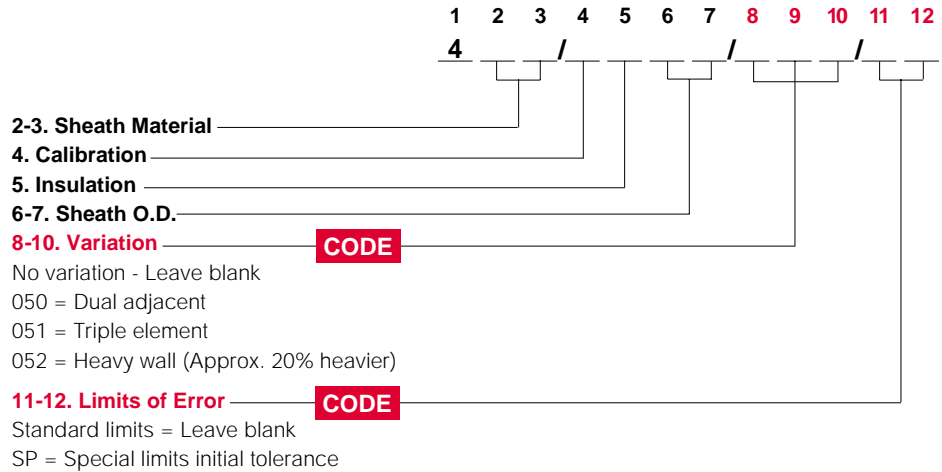 1 2 3 4 5 6 7 8 9 10 11 12
4 / / /
2-3. Sheath Material
4. Calibration
5. Insulation
6-7. Sheath O.D.
8-10. Variation CODE
No variation - Leave blank
050 = Dual adjacent
051 = Triple element
052 = Heavy wall (Approx. 20% heavier)
11-12. Limits of Error CODE
Standard limits = Leave blank
SP = Special limits initial tolerance